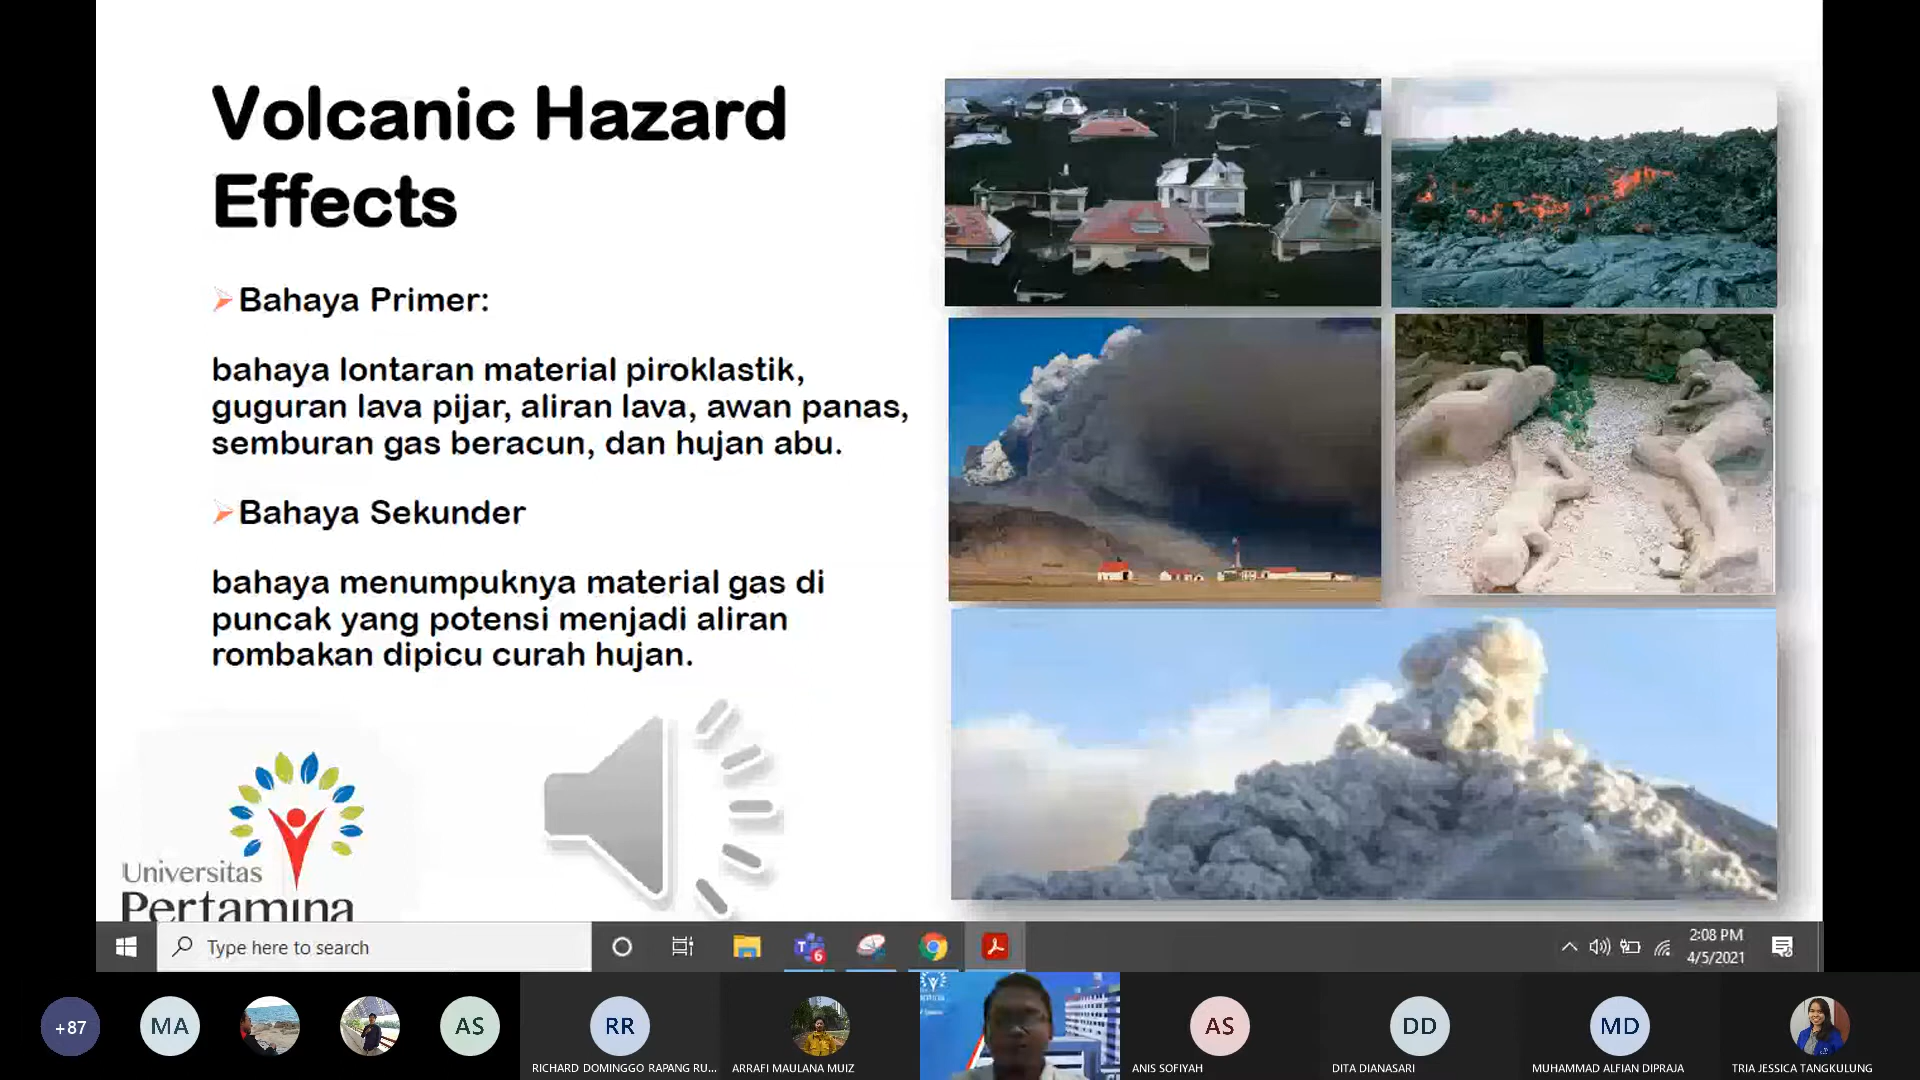 Volcanic Hazard
Effects
Bahaya Primer:
bahaya lontaran material piroklastik,
guguran lava pijar, aliran lava, awan panas,
semburan gas beracun, dan hujan abu.
Bahaya Sekunder
bahaya menumpuknya material gas di
puncak yang potensi menjadi aliran
rombakan dipicu curah hujan.
Universitas
Pertamina
Type here to search
6
2:08 PM
4/5/2021
+87
MA
AS
RR
AS
DD
MD
RICHARD DOMINGGO RAPANG RU...
ARRAFI MAULANA MUIZ
ANIS SOFIYAH
DITA DIANASARI
MUHAMMAD ALFIAN DIPRAJA
TRIA JESSICA TANGKULUNG